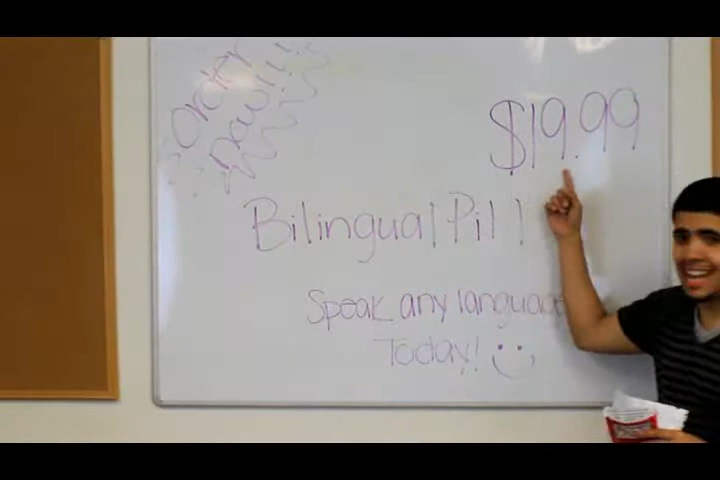 Order
Now!!!
$19.99
Bilingual Pill
Speak any language
Today!